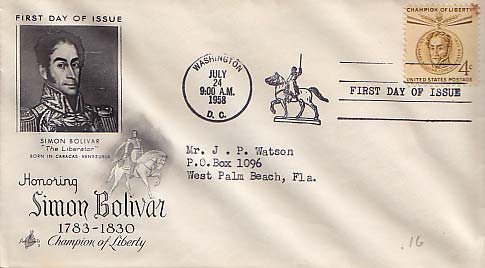 FIRST DAY OF ISSUE
SIMON BOLIVAR
"The Liberator"
BORN IN CARACAS · VENEZUELA
Honoring
Simon Bolivar
1783-1830
Champion of Liberty
WASHINGTON
JULY
24
9:00 A.M.
1958
D. C.
CHAMPION OF LIBERTY
4¢
UNITED STATES POSTAGE
FIRST DAY OF ISSUE
Mr. J . P. Watson
P.O.Box 1096
West Palm Beach, Fla.
.16